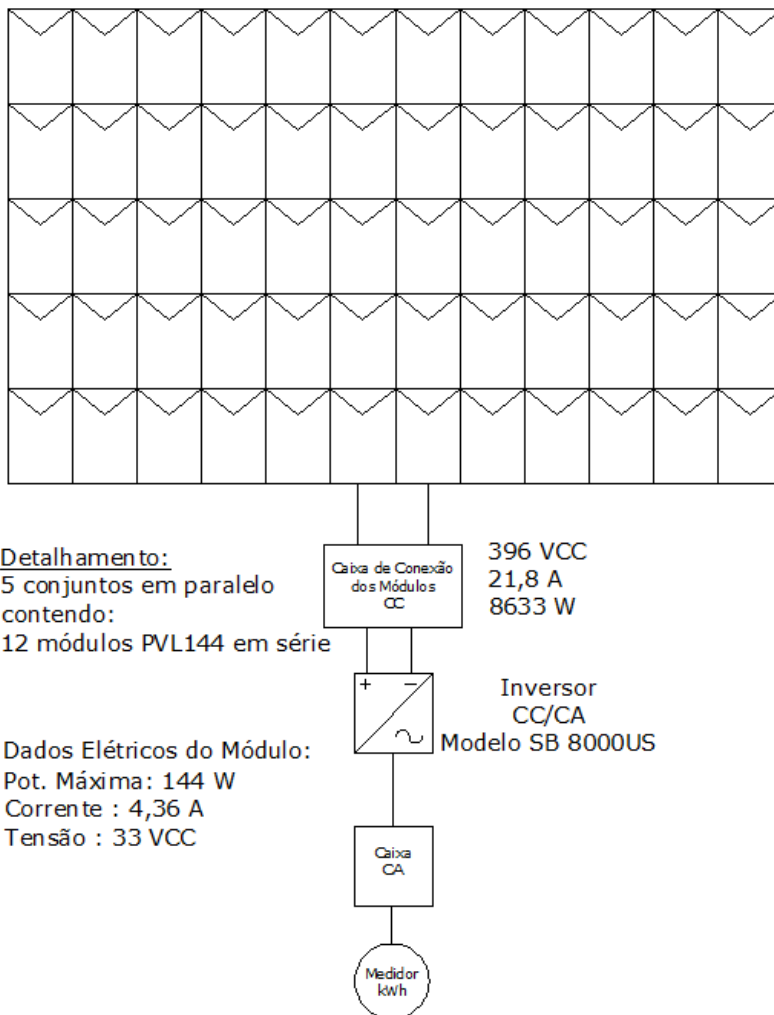 Detalhamento:
5 conjuntos em paralelo
contendo:
12 módulos PVL144 em série
Caixa de Conexão
dos Módulos
CC
396 VCC
21,8 A
8633 W
+ −
Inversor
CC/CA
Modelo SB 8000US
Dados Elétricos do Módulo:
Pot. Máxima: 144 W
Corrente : 4,36 A
Tensão : 33 VCC
Caixa
CA
Medidor
kWh